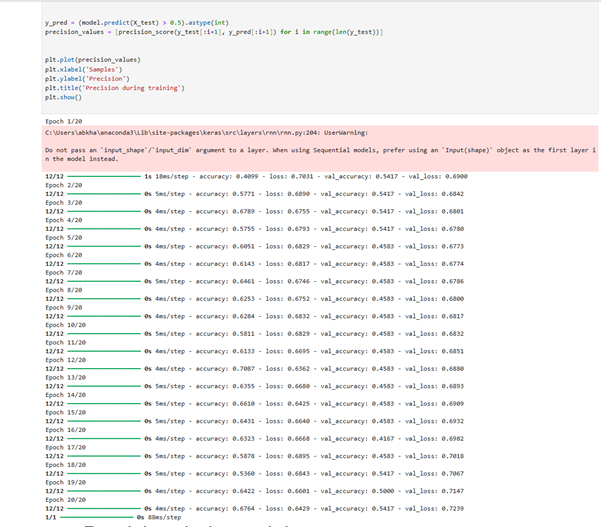 y_pred = (model.predict(X_test) > 0.5).astype(int)
precision_values = [precision_score(y_test[:i+1], y_pred[:i+1]) for i in range(len(y_test))]
plt.plot(precision_values)
plt.xlabel('Samples')
plt.ylabel('Precision')
plt.title('Precision during training')
plt.show()
Epoch 1/20
C:\Users\abkha\anaconda3\Lib\site-packages\keras\src\layers\rnn\rnn.py:204: UserWarning:
Do not pass an `input_shape`/`input_dim` argument to a layer. When using Sequential models, prefer using an `Input(shape)` object as the first layer i
n the model instead.
12/12 1s 18ms/step - accuracy: 0.4099 - loss: 0.7031 - val_accuracy: 0.5417 - val_loss: 0.6900
Epoch 2/20
12/12 0s 5ms/step - accuracy: 0.5771 - loss: 0.6890 - val_accuracy: 0.5417 - val_loss: 0.6842
Epoch 3/20
12/12 0s 4ms/step - accuracy: 0.6789 - loss: 0.6755 - val_accuracy: 0.5417 - val_loss: 0.6801
Epoch 4/20
12/12 0s 4ms/step - accuracy: 0.5755 - loss: 0.6793 - val_accuracy: 0.5417 - val_loss: 0.6780
Epoch 5/20
12/12 0s 4ms/step - accuracy: 0.6051 - loss: 0.6829 - val_accuracy: 0.4583 - val_loss: 0.6773
Epoch 6/20
12/12 0s 4ms/step - accuracy: 0.6143 - loss: 0.6817 - val_accuracy: 0.4583 - val_loss: 0.6774
Epoch 7/20
12/12 0s 5ms/step - accuracy: 0.6461 - loss: 0.6746 - val_accuracy: 0.4583 - val_loss: 0.6786
Epoch 8/20
12/12 0s 4ms/step - accuracy: 0.6253 - loss: 0.6752 - val_accuracy: 0.4583 - val_loss: 0.6800
Epoch 9/20
12/12 0s 4ms/step - accuracy: 0.6284 - loss: 0.6832 - val_accuracy: 0.4583 - val_loss: 0.6817
Epoch 10/20
12/12 0s 5ms/step - accuracy: 0.5811 - loss: 0.6829 - val_accuracy: 0.4583 - val_loss: 0.6832
Epoch 11/20
12/12 0s 4ms/step - accuracy: 0.6133 - loss: 0.6695 - val_accuracy: 0.4583 - val_loss: 0.6851
Epoch 12/20
12/12 0s 4ms/step - accuracy: 0.7087 - loss: 0.6362 - val_accuracy: 0.4583 - val_loss: 0.6880
Epoch 13/20
12/12 0s 5ms/step - accuracy: 0.6355 - loss: 0.6680 - val_accuracy: 0.4583 - val_loss: 0.6893
Epoch 14/20
12/12 0s 5ms/step - accuracy: 0.6610 - loss: 0.6425 - val_accuracy: 0.4583 - val_loss: 0.6909
Epoch 15/20
12/12 0s 5ms/step - accuracy: 0.6431 - loss: 0.6640 - val_accuracy: 0.4583 - val_loss: 0.6932
Epoch 16/20
12/12 0s 4ms/step - accuracy: 0.6323 - loss: 0.6668 - val_accuracy: 0.4167 - val_loss: 0.6982
Epoch 17/20
12/12 0s 5ms/step - accuracy: 0.5878 - loss: 0.6895 - val_accuracy: 0.4583 - val_loss: 0.7018
Epoch 18/20
12/12 0s 5ms/step - accuracy: 0.5360 - loss: 0.6843 - val_accuracy: 0.5417 - val_loss: 0.7067
Epoch 19/20
12/12 0s 4ms/step - accuracy: 0.6422 - loss: 0.6601 - val_accuracy: 0.5000 - val_loss: 0.7147
Epoch 20/20
12/12 0s 4ms/step - accuracy: 0.6764 - loss: 0.6429 - val_accuracy: 0.5417 - val_loss: 0.7239
1/1 0s 88ms/step